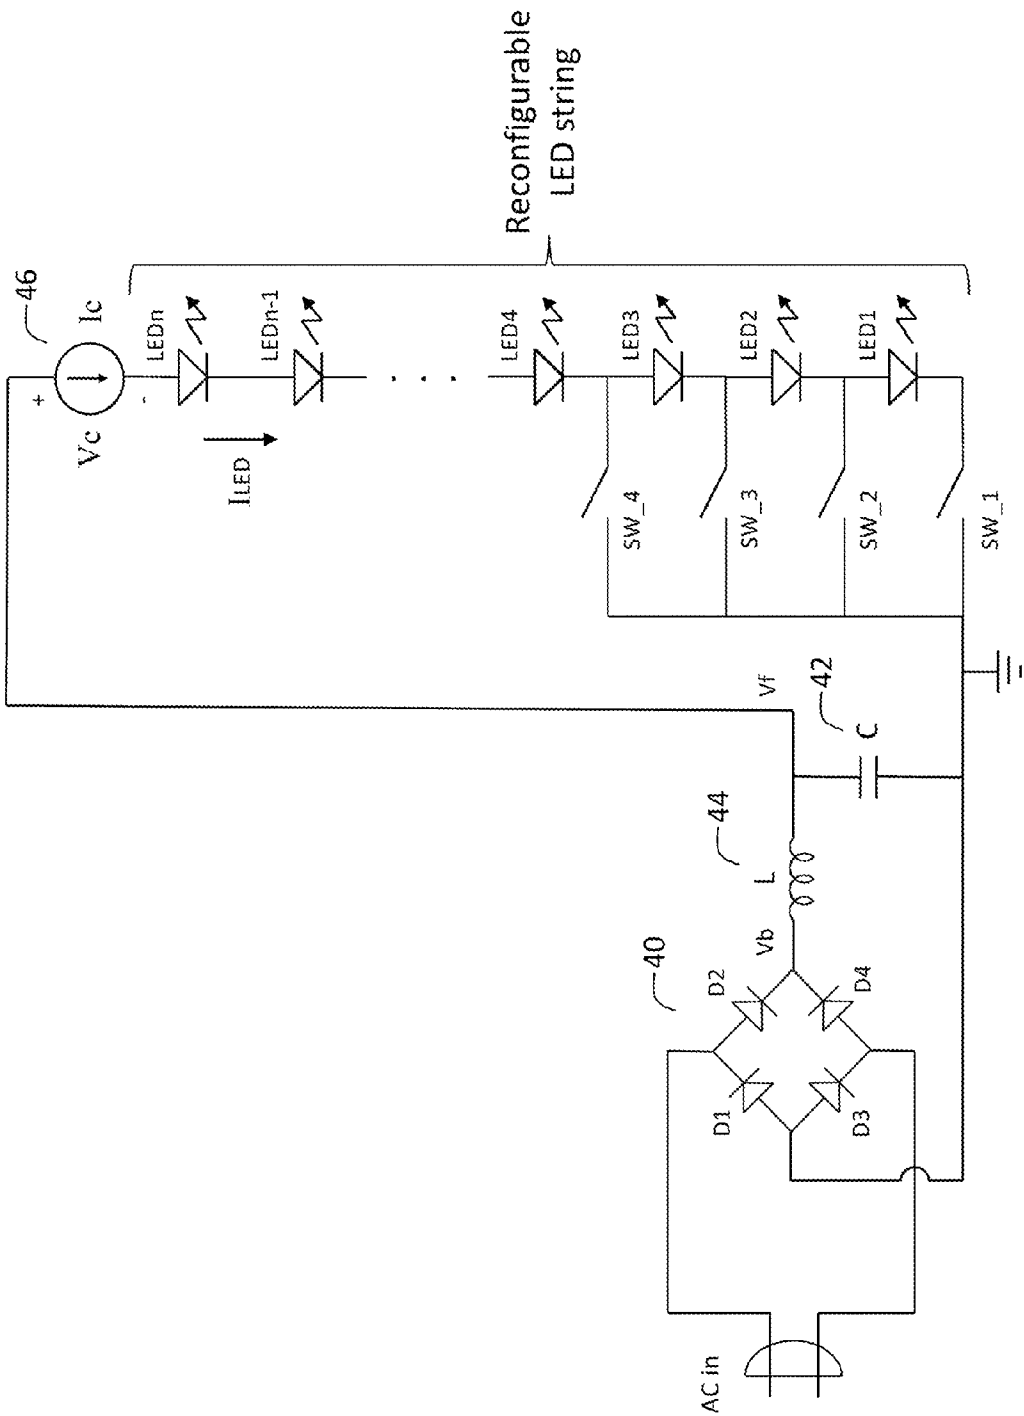 Reconfigurable
LED string
46
Ic
+
-
Vc
LEDn
LEDn-1
LED4
LED3
LED2
LED1
ILED
. . .
SW_4
SW_3
SW_2
SW_1
Vf
42
C
44
L
Vb
40
D2
D4
D1
D3
AC in